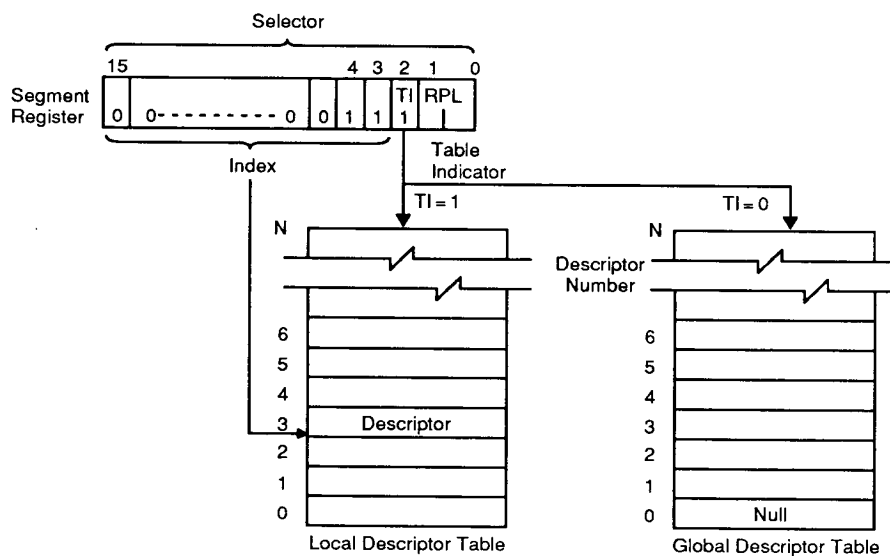 Selector
15 4 3 2 1 0
Segment Register
TI RPL
0 0 - - - - - - - - - - 0 0 1 1 1
Index
Table Indicator
TI = 1
TI = 0
N
N
Descriptor Number
6
6
5
5
4
4
3 Descriptor
3
2
2
1
1
0
0 Null
Local Descriptor Table
Global Descriptor Table